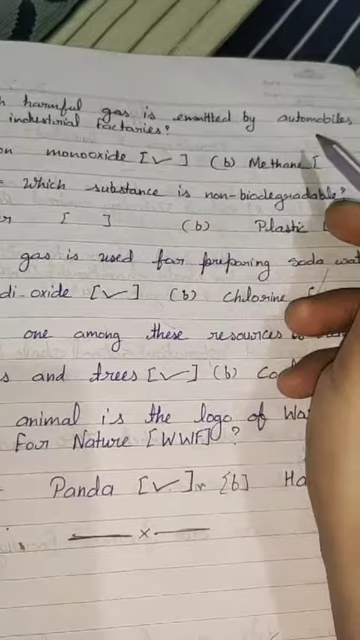 harmful gas is emmitted by automobiles
industrial factaries?
monooxide [✓] (b) Methane [
Which substance is non-biodegradable?
[ ] (b) Plastic
gas is used for preparing soda
di-oxide [✓] (b) Chlorine [
one among these resources
and trees [✓] (b)
animal is the logo of
For Nature [WWF] ?
Panda [✓] [b]
x